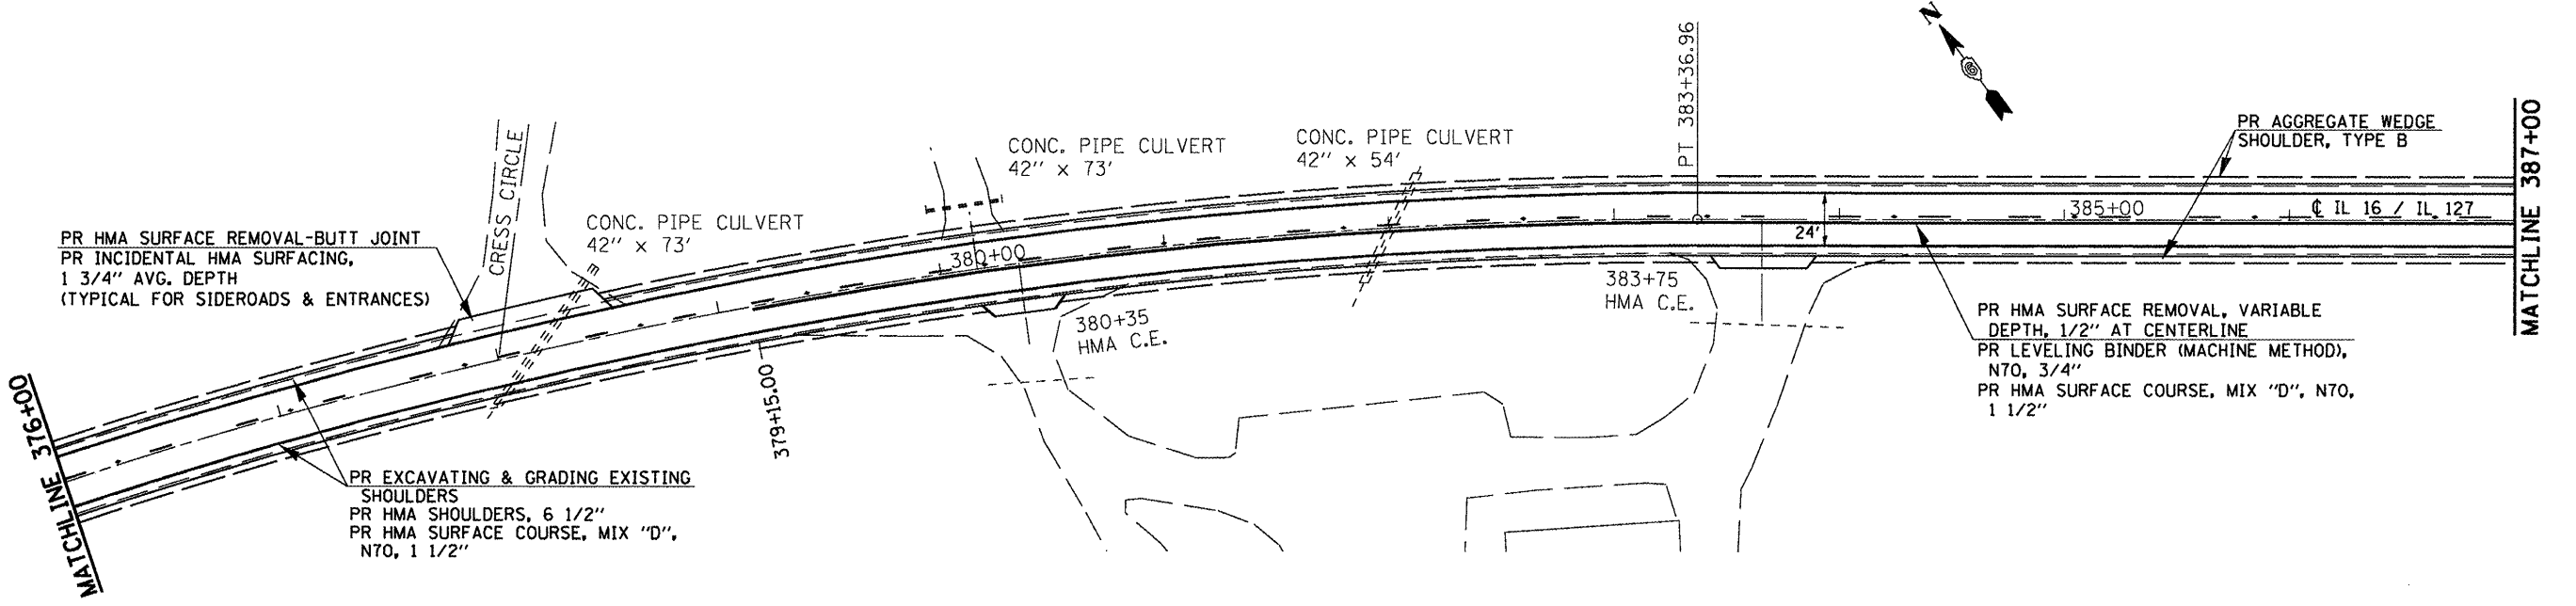 N
6
PT 383+36.96
PR AGGREGATE WEDGE
SHOULDER, TYPE B
MATCHLINE 387+00
CONC. PIPE CULVERT
42" x 73'
CONC. PIPE CULVERT
42" x 54'
CRESS CIRCLE
CONC. PIPE CULVERT
42" x 73'
PR HMA SURFACE REMOVAL-BUTT JOINT
PR INCIDENTAL HMA SURFACING,
1 3/4" AVG. DEPTH
(TYPICAL FOR SIDEROADS & ENTRANCES)
380+00
24'
385+00
℄ IL 16 / IL 127
380+35
HMA C.E.
383+75
HMA C.E.
PR HMA SURFACE REMOVAL, VARIABLE
DEPTH, 1/2" AT CENTERLINE
PR LEVELING BINDER (MACHINE METHOD),
N70, 3/4"
PR HMA SURFACE COURSE, MIX "D", N70,
1 1/2"
379+15.00
MATCHLINE 376+00
PR EXCAVATING & GRADING EXISTING
SHOULDERS
PR HMA SHOULDERS, 6 1/2"
PR HMA SURFACE COURSE, MIX "D",
N70, 1 1/2"